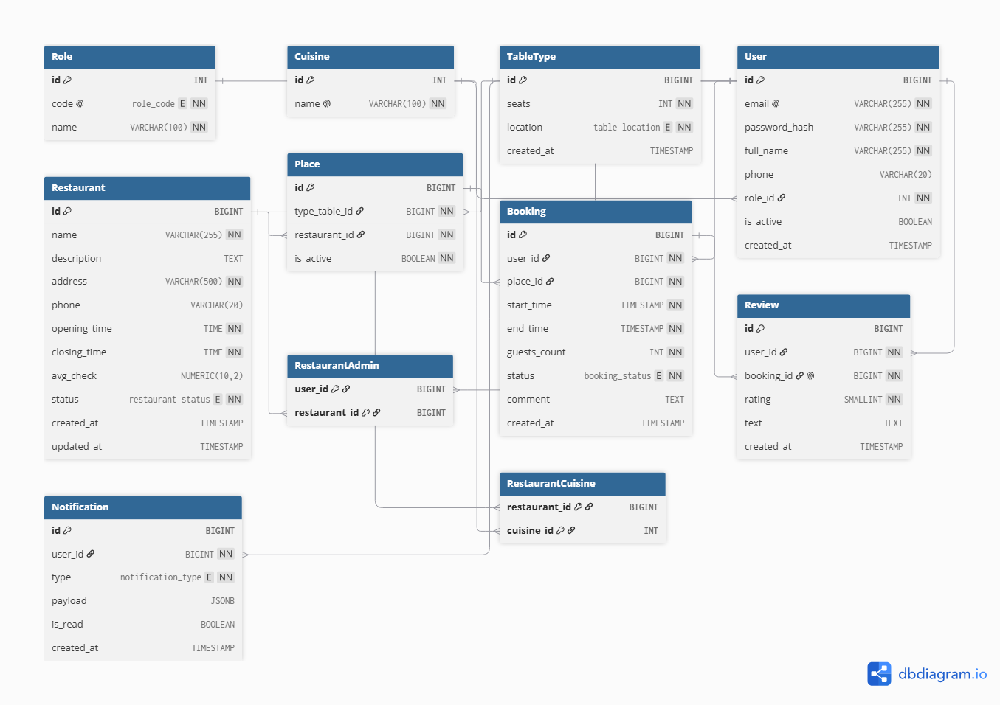 Role
id INT
code role_code E NN
name VARCHAR(100) NN
Cuisine
id INT
name VARCHAR(100) NN
TableType
id BIGINT
seats INT NN
location table_location E NN
created_at TIMESTAMP
User
id BIGINT
email VARCHAR(255) NN
password_hash VARCHAR(255) NN
full_name VARCHAR(255) NN
phone VARCHAR(20)
role_id INT NN
is_active BOOLEAN
created_at TIMESTAMP
Place
id BIGINT
type_table_id BIGINT NN
restaurant_id BIGINT NN
is_active BOOLEAN NN
Restaurant
id BIGINT
name VARCHAR(255) NN
description TEXT
address VARCHAR(500) NN
phone VARCHAR(20)
opening_time TIME NN
closing_time TIME NN
avg_check NUMERIC(10,2)
status restaurant_status E NN
created_at TIMESTAMP
updated_at TIMESTAMP
Booking
id BIGINT
user_id BIGINT NN
place_id BIGINT NN
start_time TIMESTAMP NN
end_time TIMESTAMP NN
guests_count INT NN
status booking_status E NN
comment TEXT
created_at TIMESTAMP
Review
id BIGINT
user_id BIGINT NN
booking_id BIGINT NN
rating SMALLINT NN
text TEXT
created_at TIMESTAMP
RestaurantAdmin
user_id BIGINT
restaurant_id BIGINT
RestaurantCuisine
restaurant_id BIGINT
cuisine_id INT
Notification
id BIGINT
user_id BIGINT NN
type notification_type E NN
payload JSONB
is_read BOOLEAN
created_at TIMESTAMP
dbdiagram.io